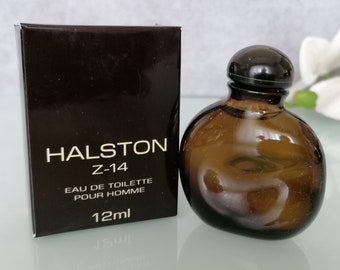 HALSTON
Z-14
EAU DE TOILETTE
POUR HOMME
12ml